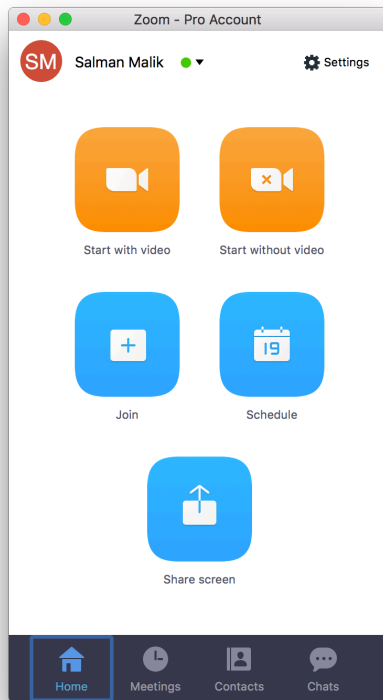 Zoom - Pro Account
SM Salman Malik Settings
Start with video Start without video
19
Join Schedule
Share screen
Home Meetings Contacts Chats